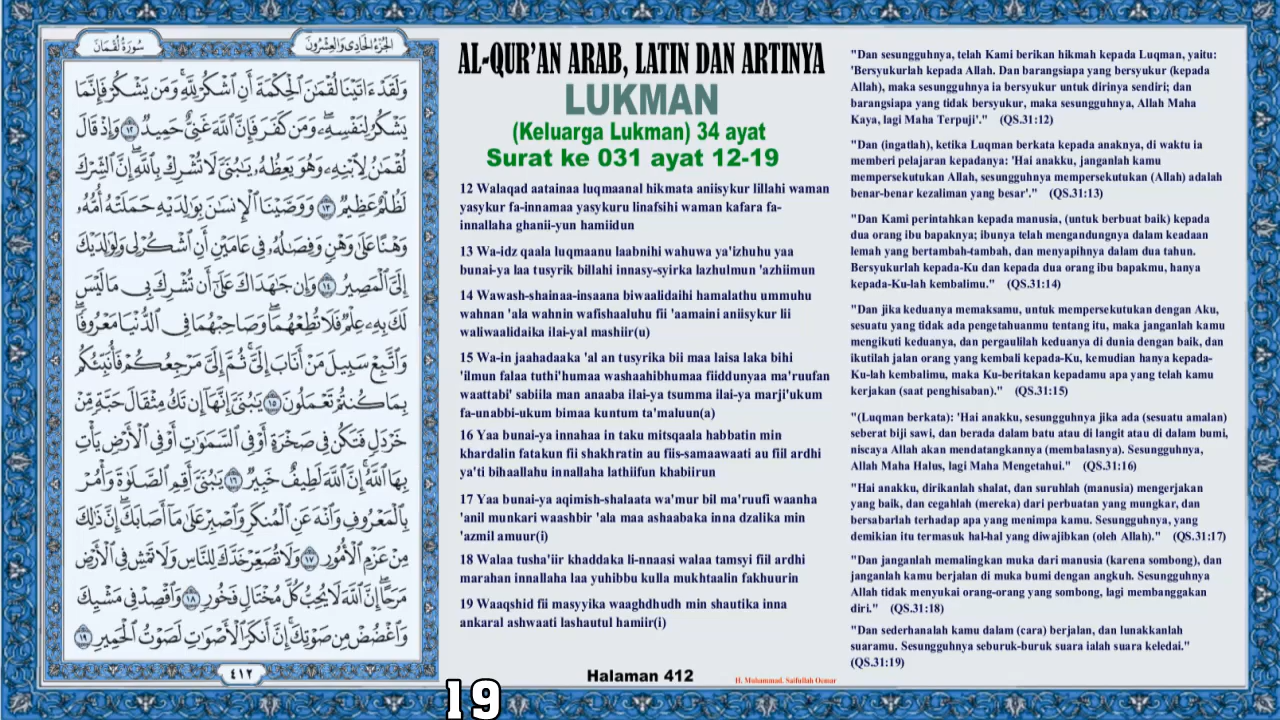 سورة لقمان
الجزء الحادي والعشرون
وَلَقَدْ ءَاتَيْنَا لُقْمَٰنَ ٱلْحِكْمَةَ أَنِ ٱشْكُرْ لِلَّهِ وَمَن يَشْكُرْ فَإِنَّمَا
يَشْكُرُ لِنَفْسِهِۦ وَمَن كَفَرَ فَإِنَّ ٱللَّهَ غَنِىٌّ حَمِيدٌ ١٢ وَإِذْ قَالَ
لُقْمَٰنُ لِٱبْنِهِۦ وَهُوَ يَعِظُهُۥ يَٰبُنَىَّ لَا تُشْرِكْ بِٱللَّهِ إِنَّ ٱلشِّرْكَ
لَظُلْمٌ عَظِيمٌ ١٣ وَوَصَّيْنَا ٱلْإِنسَٰنَ بِوَٰلِدَيْهِ حَمَلَتْهُ أُمُّهُۥ
وَهْنًا عَلَىٰ وَهْنٍ وَفِصَٰلُهُۥ فِى عَامَيْنِ أَنِ ٱشْكُرْ لِى وَلِوَٰلِدَيْكَ
إِلَىَّ ٱلْمَصِيرُ ١٤ وَإِن جَٰهَدَاكَ عَلَىٰٓ أَن تُشْرِكَ بِى مَا لَيْسَ
لَكَ بِهِۦ عِلْمٌ فَلَا تُطِعْهُمَا وَصَاحِبْهُمَا فِى ٱلدُّنْيَا مَعْرُوفًا
وَٱتَّبِعْ سَبِيلَ مَنْ أَنَابَ إِلَىَّ ثُمَّ إِلَىَّ مَرْجِعُكُمْ فَأُنَبِّئُكُم
بِمَا كُنتُمْ تَعْمَلُونَ ١٥ يَٰبُنَىَّ إِنَّهَآ إِن تَكُ مِثْقَالَ حَبَّةٍ مِّنْ
خَرْدَلٍ فَتَكُن فِى صَخْرَةٍ أَوْ فِى ٱلسَّمَٰوَٰتِ أَوْ فِى ٱلْأَرْضِ يَأْتِ
بِهَا ٱللَّهُ إِنَّ ٱللَّهَ لَطِيفٌ خَبِيرٌ ١٦ يَٰبُنَىَّ أَقِمِ ٱلصَّلَوٰةَ وَأْمُرْ
بِٱلْمَعْرُوفِ وَٱنْهَ عَنِ ٱلْمُنكَرِ وَٱصْبِرْ عَلَىٰ مَآ أَصَابَكَ إِنَّ ذَٰلِكَ
مِنْ عَزْمِ ٱلْأُمُورِ ١٧ وَلَا تُصَعِّرْ خَدَّكَ لِلنَّاسِ وَلَا تَمْشِ فِى ٱلْأَرْضِ
مَرَحًا إِنَّ ٱللَّهَ لَا يُحِبُّ كُلَّ مُخْتَالٍ فَخُورٍ ١٨ وَٱقْصِدْ فِى مَشْيِكَ
وَٱغْضُضْ مِن صَوْتِكَ إِنَّ أَنكَرَ ٱلْأَصْوَٰتِ لَصَوْتُ ٱلْحَمِيرِ ١٩
٤١٢
AL-QUR'AN ARAB, LATIN DAN ARTINYA
LUKMAN
(Keluarga Lukman) 34 ayat
Surat ke 031 ayat 12-19
12 Walaqad aatainaa luqmaanal hikmata aniisykur lillahi waman
yasykur fa-innamaa yasykuru linafsihi waman kafara fa-
innallaha ghanii-yun hamiidun
13 Wa-idz qaala luqmaanu laabnihi wahuwa ya'izhuhu yaa
bunai-ya laa tusyrik billahi innasy-syirka lazhulmun 'azhiimun
14 Wawash-shainaa-insaana biwaalidaihi hamalathu ummuhu
wahnan 'ala wahnin wafishaaluhu fii 'aamaini aniisykur lii
waliwaalidaika ilai-yal mashiir(u)
15 Wa-in jaahadaaka 'al an tusyrika bii maa laisa laka bihi
'ilmun falaa tuthi'humaa washaahibhumaa fiiddunyaa ma'ruufan
waattabi' sabiila man anaaba ilai-ya tsumma ilai-ya marji'ukum
fa-unabbi-ukum bimaa kuntum ta'maluun(a)
16 Yaa bunai-ya innahaa in taku mitsqaala habbatin min
khardalin fatakun fii shakhratin au fiis-samaawaati au fiil ardhi
ya'ti bihaallahu innallaha lathiifun khabiirun
17 Yaa bunai-ya aqimish-shalaata wa'mur bil ma'ruufi waanha
'anil munkari waashbir 'ala maa ashaabaka inna dzalika min
'azmil amuur(i)
18 Walaa tusha'iir khaddaka li-nnaasi walaa tamsyi fiil ardhi
marahan innallaha laa yuhibbu kulla mukhtaalin fakhuurin
19 Waaqshid fii masyyika waaghdhudh min shautika inna
ankaral ashwaati lashautul hamiir(i)
Halaman 412
"Dan sesungguhnya, telah Kami berikan hikmah kepada Luqman, yaitu:
'Bersyukurlah kepada Allah. Dan barangsiapa yang bersyukur (kepada
Allah), maka sesungguhnya ia bersyukur untuk dirinya sendiri; dan
barangsiapa yang tidak bersyukur, maka sesungguhnya, Allah Maha
Kaya, lagi Maha Terpuji'." (QS.31:12)
"Dan (ingatlah), ketika Luqman berkata kepada anaknya, di waktu ia
memberi pelajaran kepadanya: 'Hai anakku, janganlah kamu
mempersekutukan Allah, sesungguhnya mempersekutukan (Allah) adalah
benar-benar kezaliman yang besar'." (QS.31:13)
"Dan Kami perintahkan kepada manusia, (untuk berbuat baik) kepada
dua orang ibu bapaknya; ibunya telah mengandungnya dalam keadaan
lemah yang bertambah-tambah, dan menyapihnya dalam dua tahun.
Bersyukurlah kepada-Ku dan kepada dua orang ibu bapakmu, hanya
kepada-Ku-lah kembalimu." (QS.31:14)
"Dan jika keduanya memaksamu, untuk mempersekutukan dengan Aku,
sesuatu yang tidak ada pengetahuanmu tentang itu, maka janganlah kamu
mengikuti keduanya, dan pergaulilah keduanya di dunia dengan baik, dan
ikutilah jalan orang yang kembali kepada-Ku, kemudian hanya kepada-
Ku-lah kembalimu, maka Ku-beritakan kepadamu apa yang telah kamu
kerjakan (saat penghisaban)." (QS.31:15)
"(Luqman berkata): 'Hai anakku, sesungguhnya jika ada (sesuatu amalan)
seberat biji sawi, dan berada dalam batu atau di langit atau di dalam bumi,
niscaya Allah akan mendatangkannya (membalasnya). Sesungguhnya,
Allah Maha Halus, lagi Maha Mengetahui." (QS.31:16)
"Hai anakku, dirikanlah shalat, dan suruhlah (manusia) mengerjakan
yang baik, dan cegahlah (mereka) dari perbuatan yang mungkar, dan
bersabarlah terhadap apa yang menimpa kamu. Sesungguhnya, yang
demikian itu termasuk hal-hal yang diwajibkan (oleh Allah)." (QS.31:17)
"Dan janganlah memalingkan muka dari manusia (karena sombong), dan
janganlah kamu berjalan di muka bumi dengan angkuh. Sesungguhnya
Allah tidak menyukai orang-orang yang sombong, lagi membanggakan
diri." (QS.31:18)
"Dan sederhanalah kamu dalam (cara) berjalan, dan lunakkanlah
suaramu. Sesungguhnya seburuk-buruk suara ialah suara keledai."
(QS.31:19)
H. Muhammad. Saifullah Oemar
19